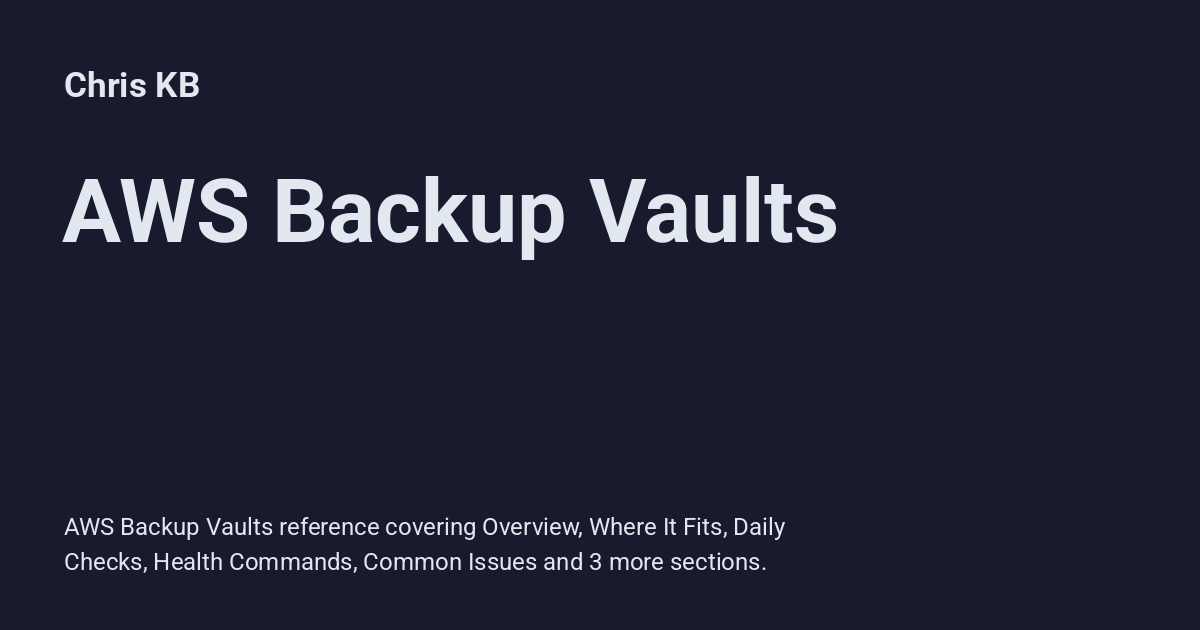 Chris KB
AWS Backup Vaults
AWS Backup Vaults reference covering Overview, Where It Fits, Daily
Checks, Health Commands, Common Issues and 3 more sections.